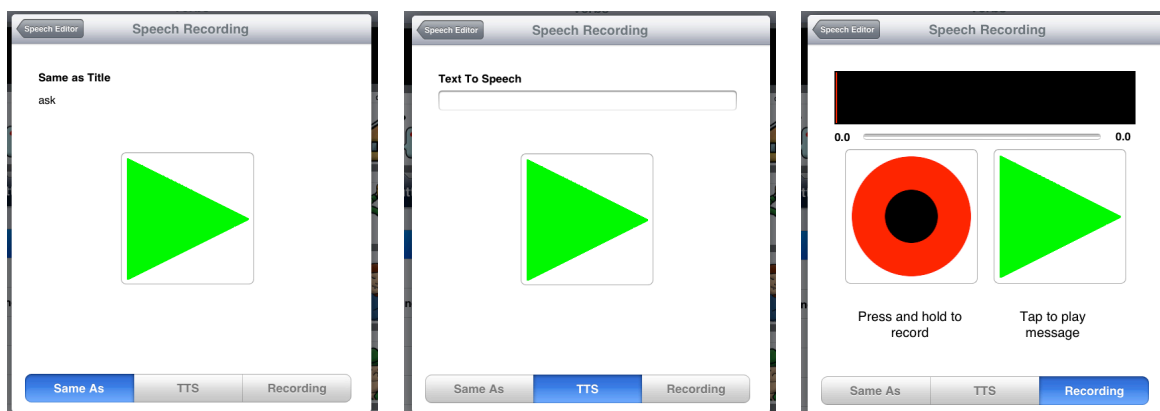 Speech Editor
Speech Recording
Same as Title
ask
Same As
TTS
Recording
Speech Editor
Speech Recording
Text To Speech
Same As
TTS
Recording
Speech Editor
Speech Recording
0.0
0.0
Press and hold to
record
Tap to play
message
Same As
TTS
Recording